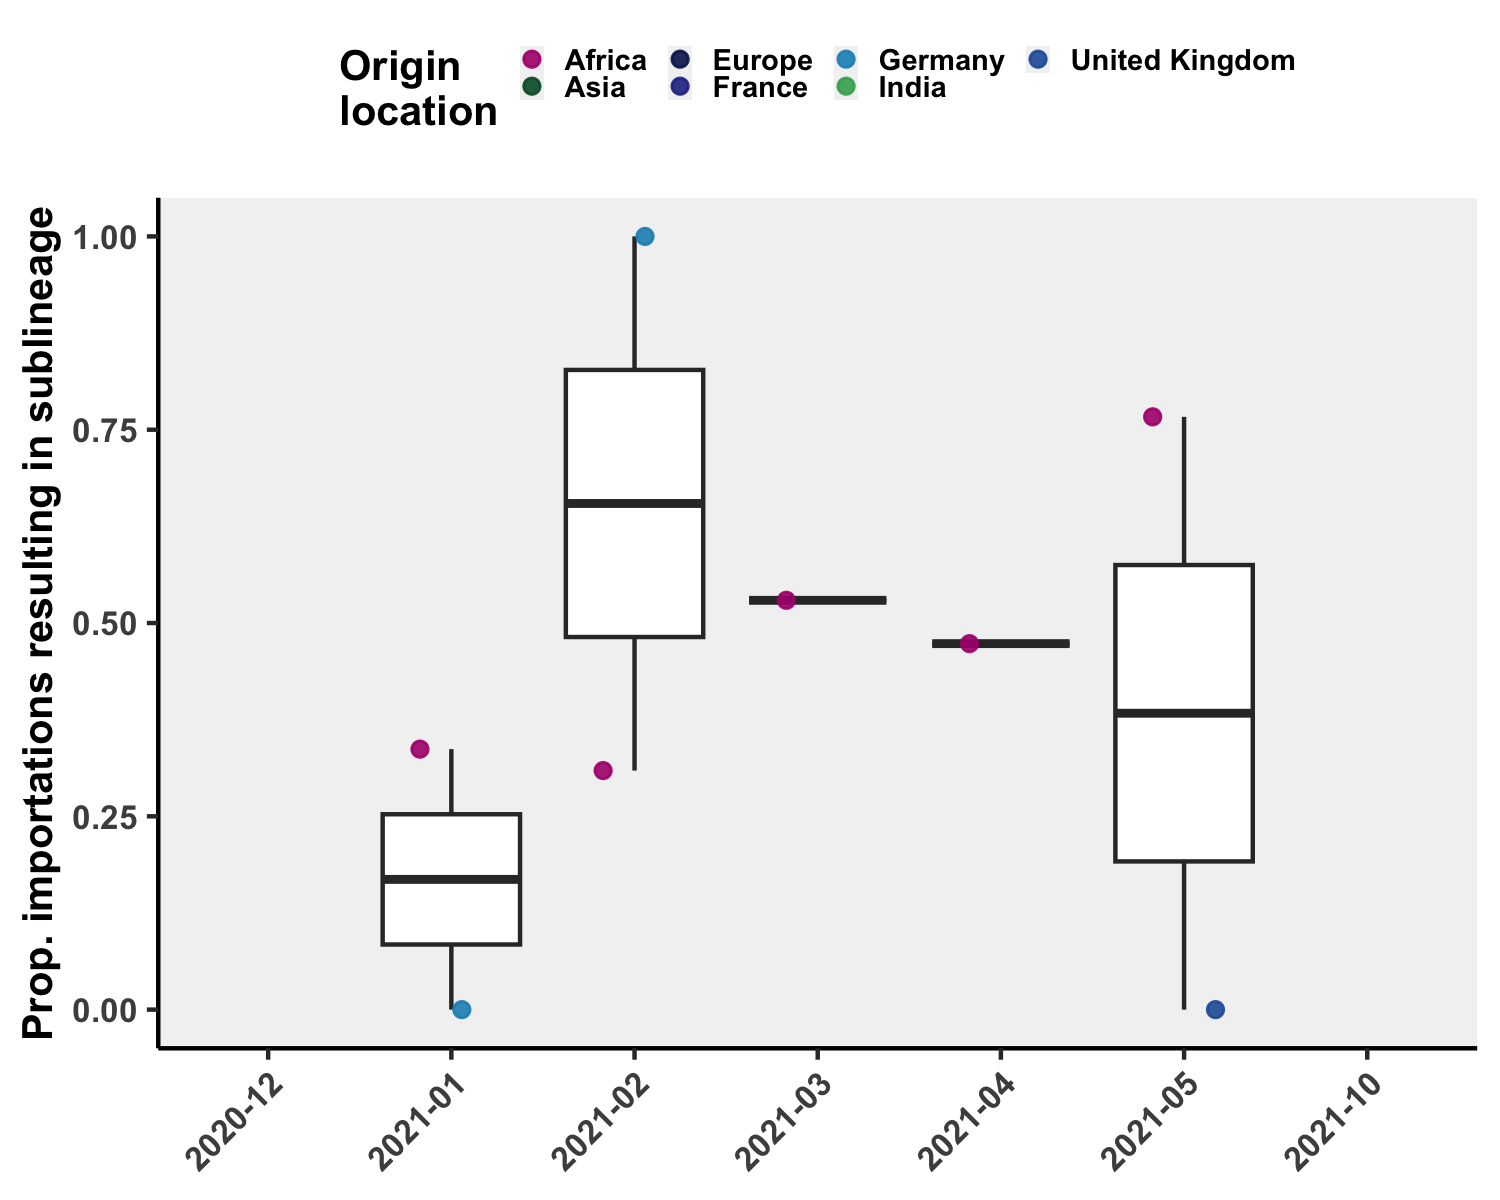 Origin
location
Africa
Europe
Germany
United Kingdom
Asia
France
India
Prop. importations resulting in sublineage
1.00
0.75
0.50
0.25
0.00
2020-12
2021-01
2021-02
2021-03
2021-04
2021-05
2021-10